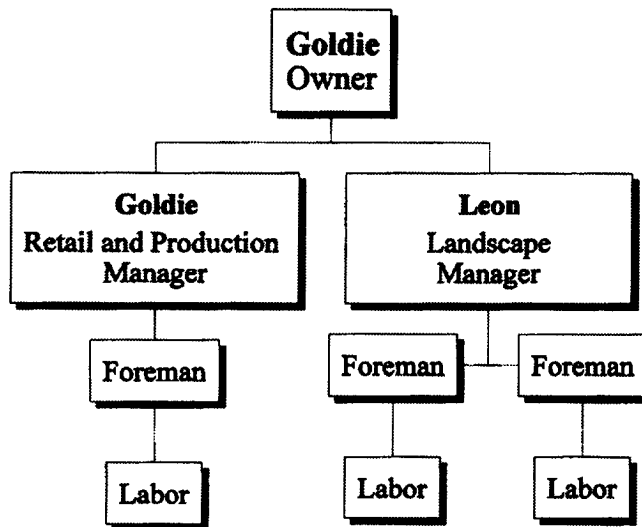 Goldie
Owner
Goldie
Retail and Production
Manager
Leon
Landscape
Manager
Foreman
Foreman
Foreman
Labor
Labor
Labor